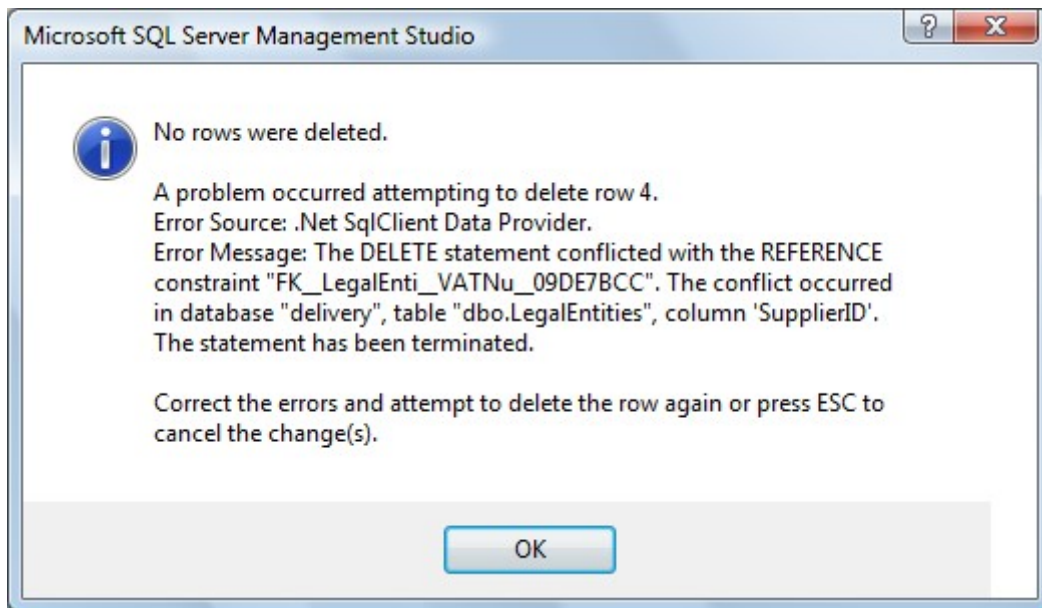 Microsoft SQL Server Management Studio
No rows were deleted.
A problem occurred attempting to delete row 4.
Error Source: .Net SqlClient Data Provider.
Error Message: The DELETE statement conflicted with the REFERENCE
constraint "FK__LegalEnti__VATNu__09DE7BCC". The conflict occurred
in database "delivery", table "dbo.LegalEntities", column 'SupplierID'.
The statement has been terminated.
Correct the errors and attempt to delete the row again or press ESC to
cancel the change(s).
OK